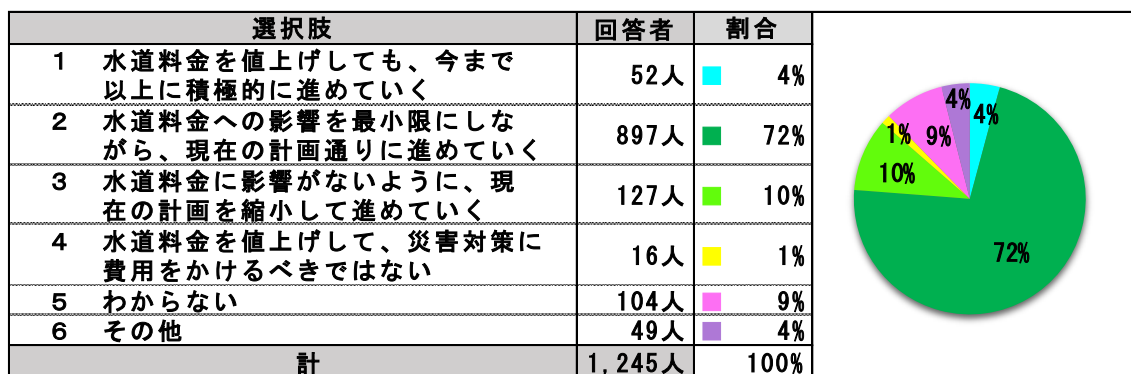 選択肢 回答者 割合
1 水道料金を値上げしても、今まで
以上に積極的に進めていく 52人 4%
2 水道料金への影響を最小限にしな
がら、現在の計画通りに進めていく 897人 72%
3 水道料金に影響がないように、現
在の計画を縮小して進めていく 127人 10%
4 水道料金を値上げして、災害対策に
費用をかけるべきではない 16人 1%
5 わからない 104人 9%
6 その他 49人 4%
計 1,245人 100%
4%
72%
10%
1%
9%
4%